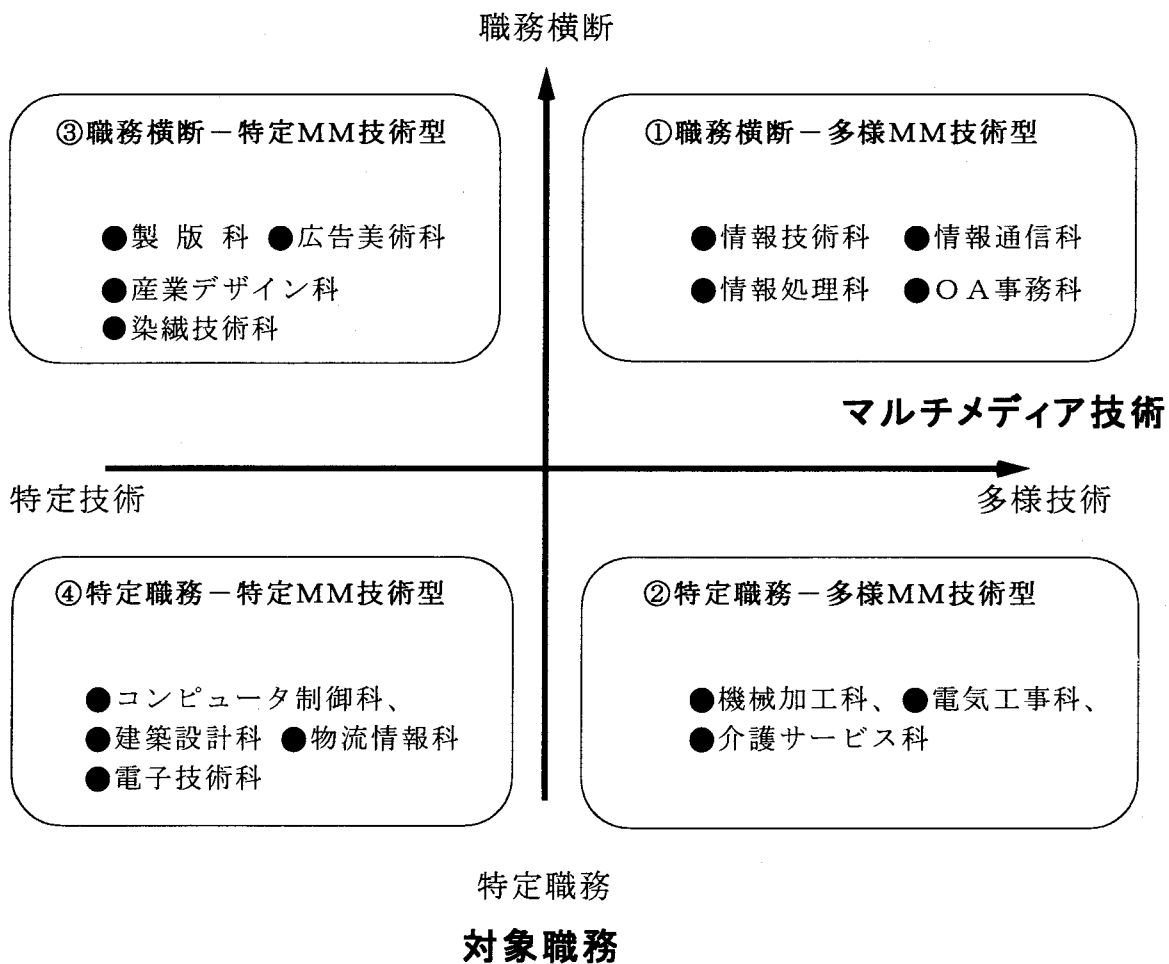 職務横断
③職務横断－特定MM技術型
●製 版 科 ●広告美術科
●産業デザイン科
●染織技術科
①職務横断－多様MM技術型
●情報技術科 ●情報通信科
●情報処理科 ●ＯＡ事務科
マルチメディア技術
特定技術
多様技術
④特定職務－特定MM技術型
●コンピュータ制御科、
●建築設計科 ●物流情報科
●電子技術科
②特定職務－多様MM技術型
●機械加工科、●電気工事科、
●介護サービス科
特定職務
対象職務